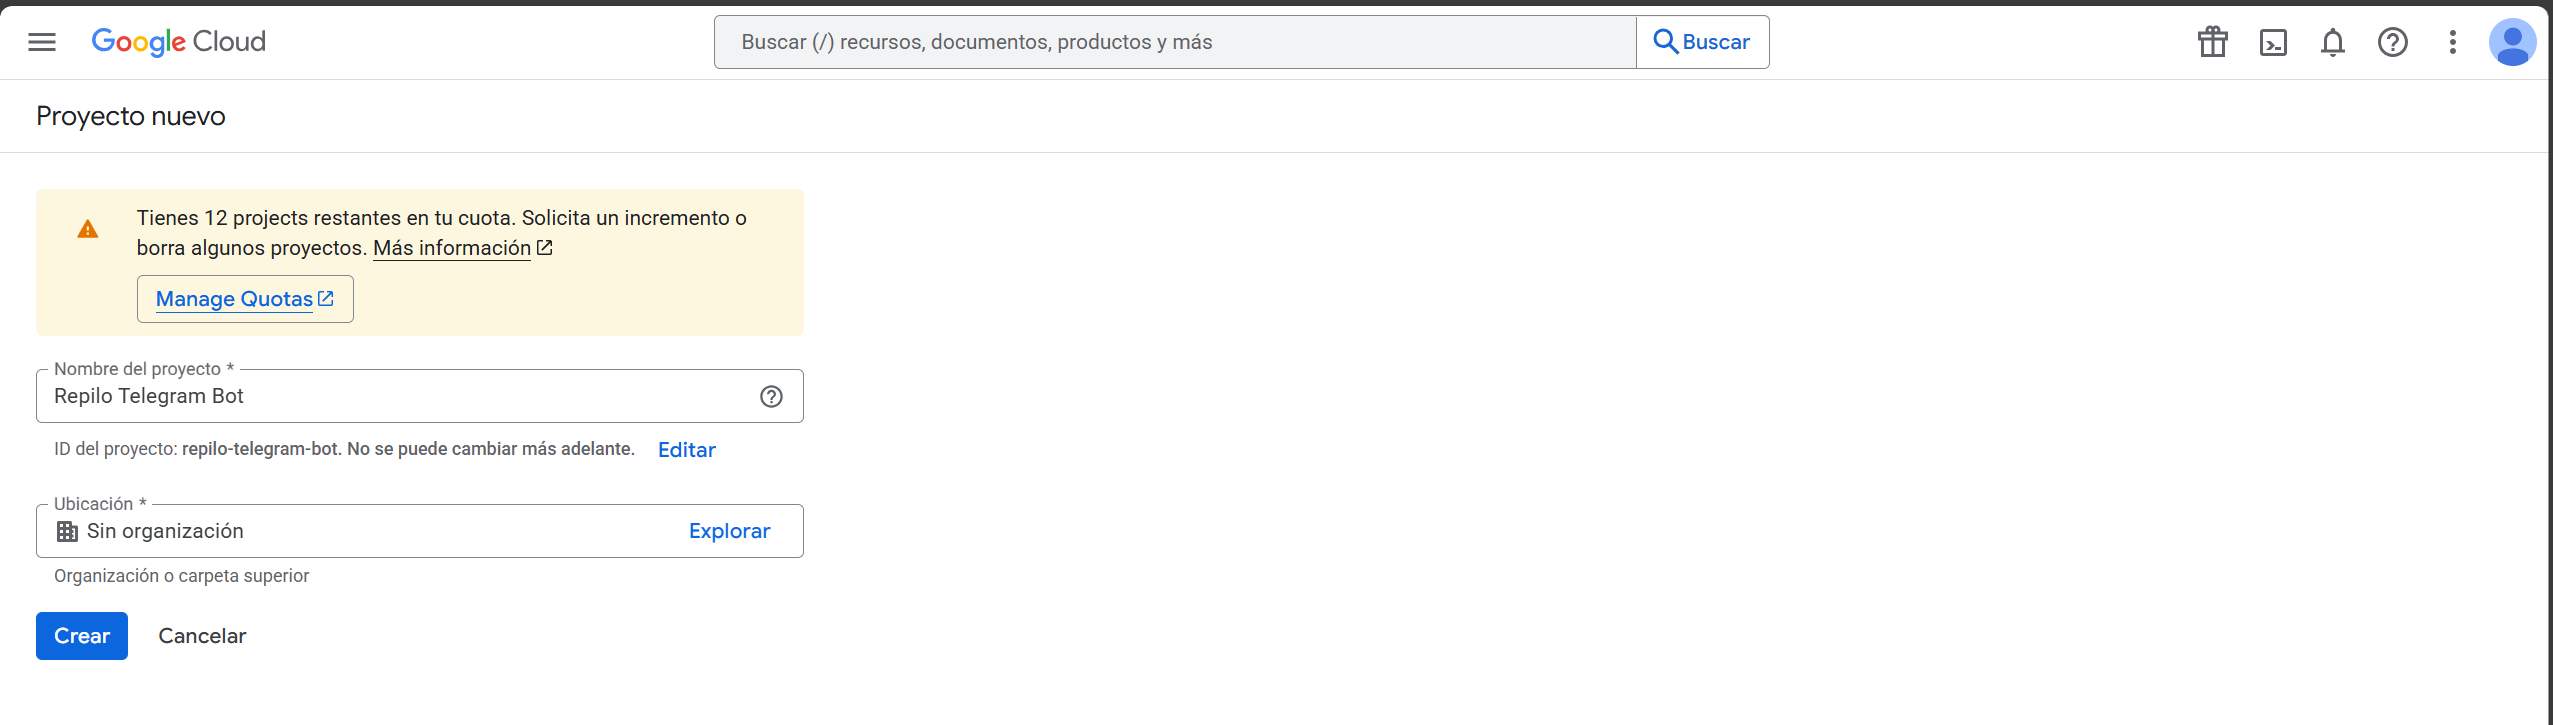 Google Cloud
Buscar (/) recursos, documentos, productos y más
Buscar
Proyecto nuevo
Tienes 12 projects restantes en tu cuota. Solicita un incremento o
borra algunos proyectos. Más información
Manage Quotas
Nombre del proyecto *
Repilo Telegram Bot
ID del proyecto: repilo-telegram-bot. No se puede cambiar más adelante. Editar
Ubicación *
Sin organización
Explorar
Organización o carpeta superior
Crear
Cancelar